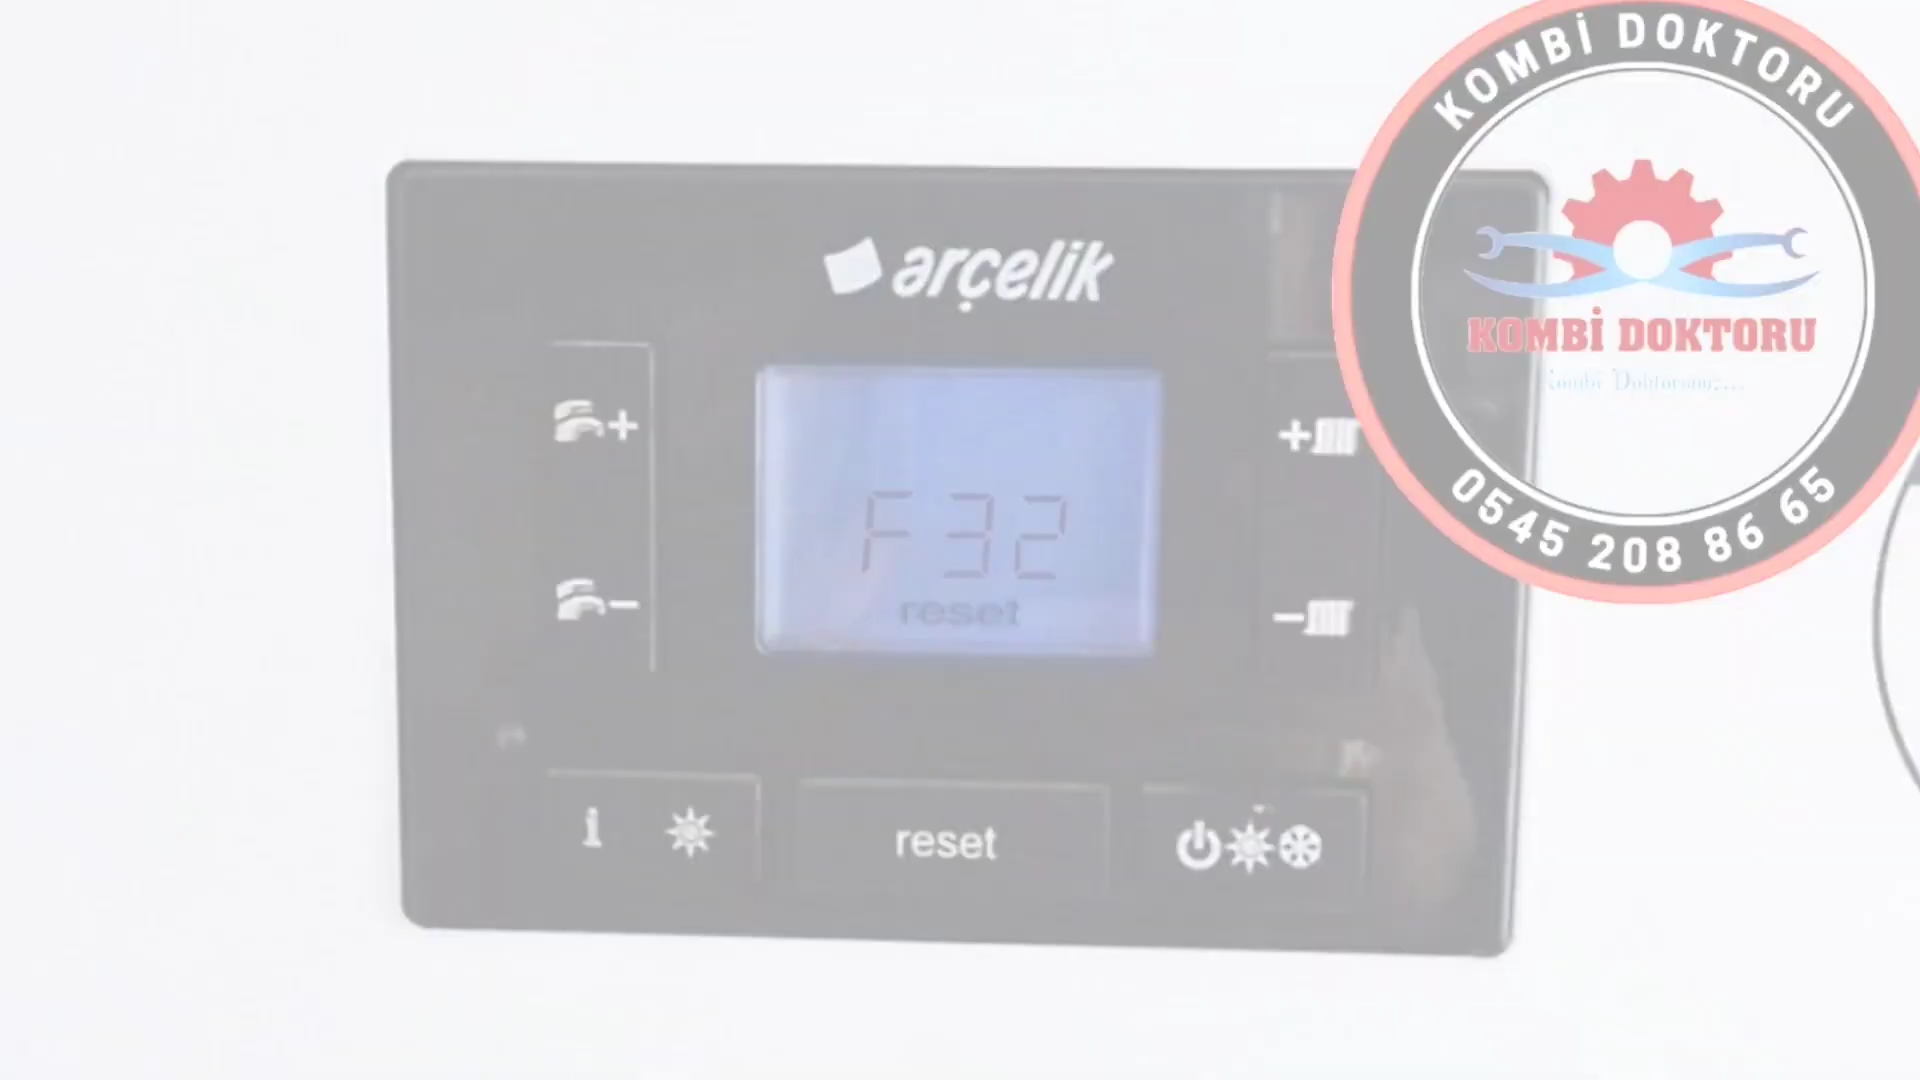 KOMBİ DOKTORU
KOMBİ DOKTORU
0545 208 86 65
arçelik
+
+
F32
reset
-
-
i
reset